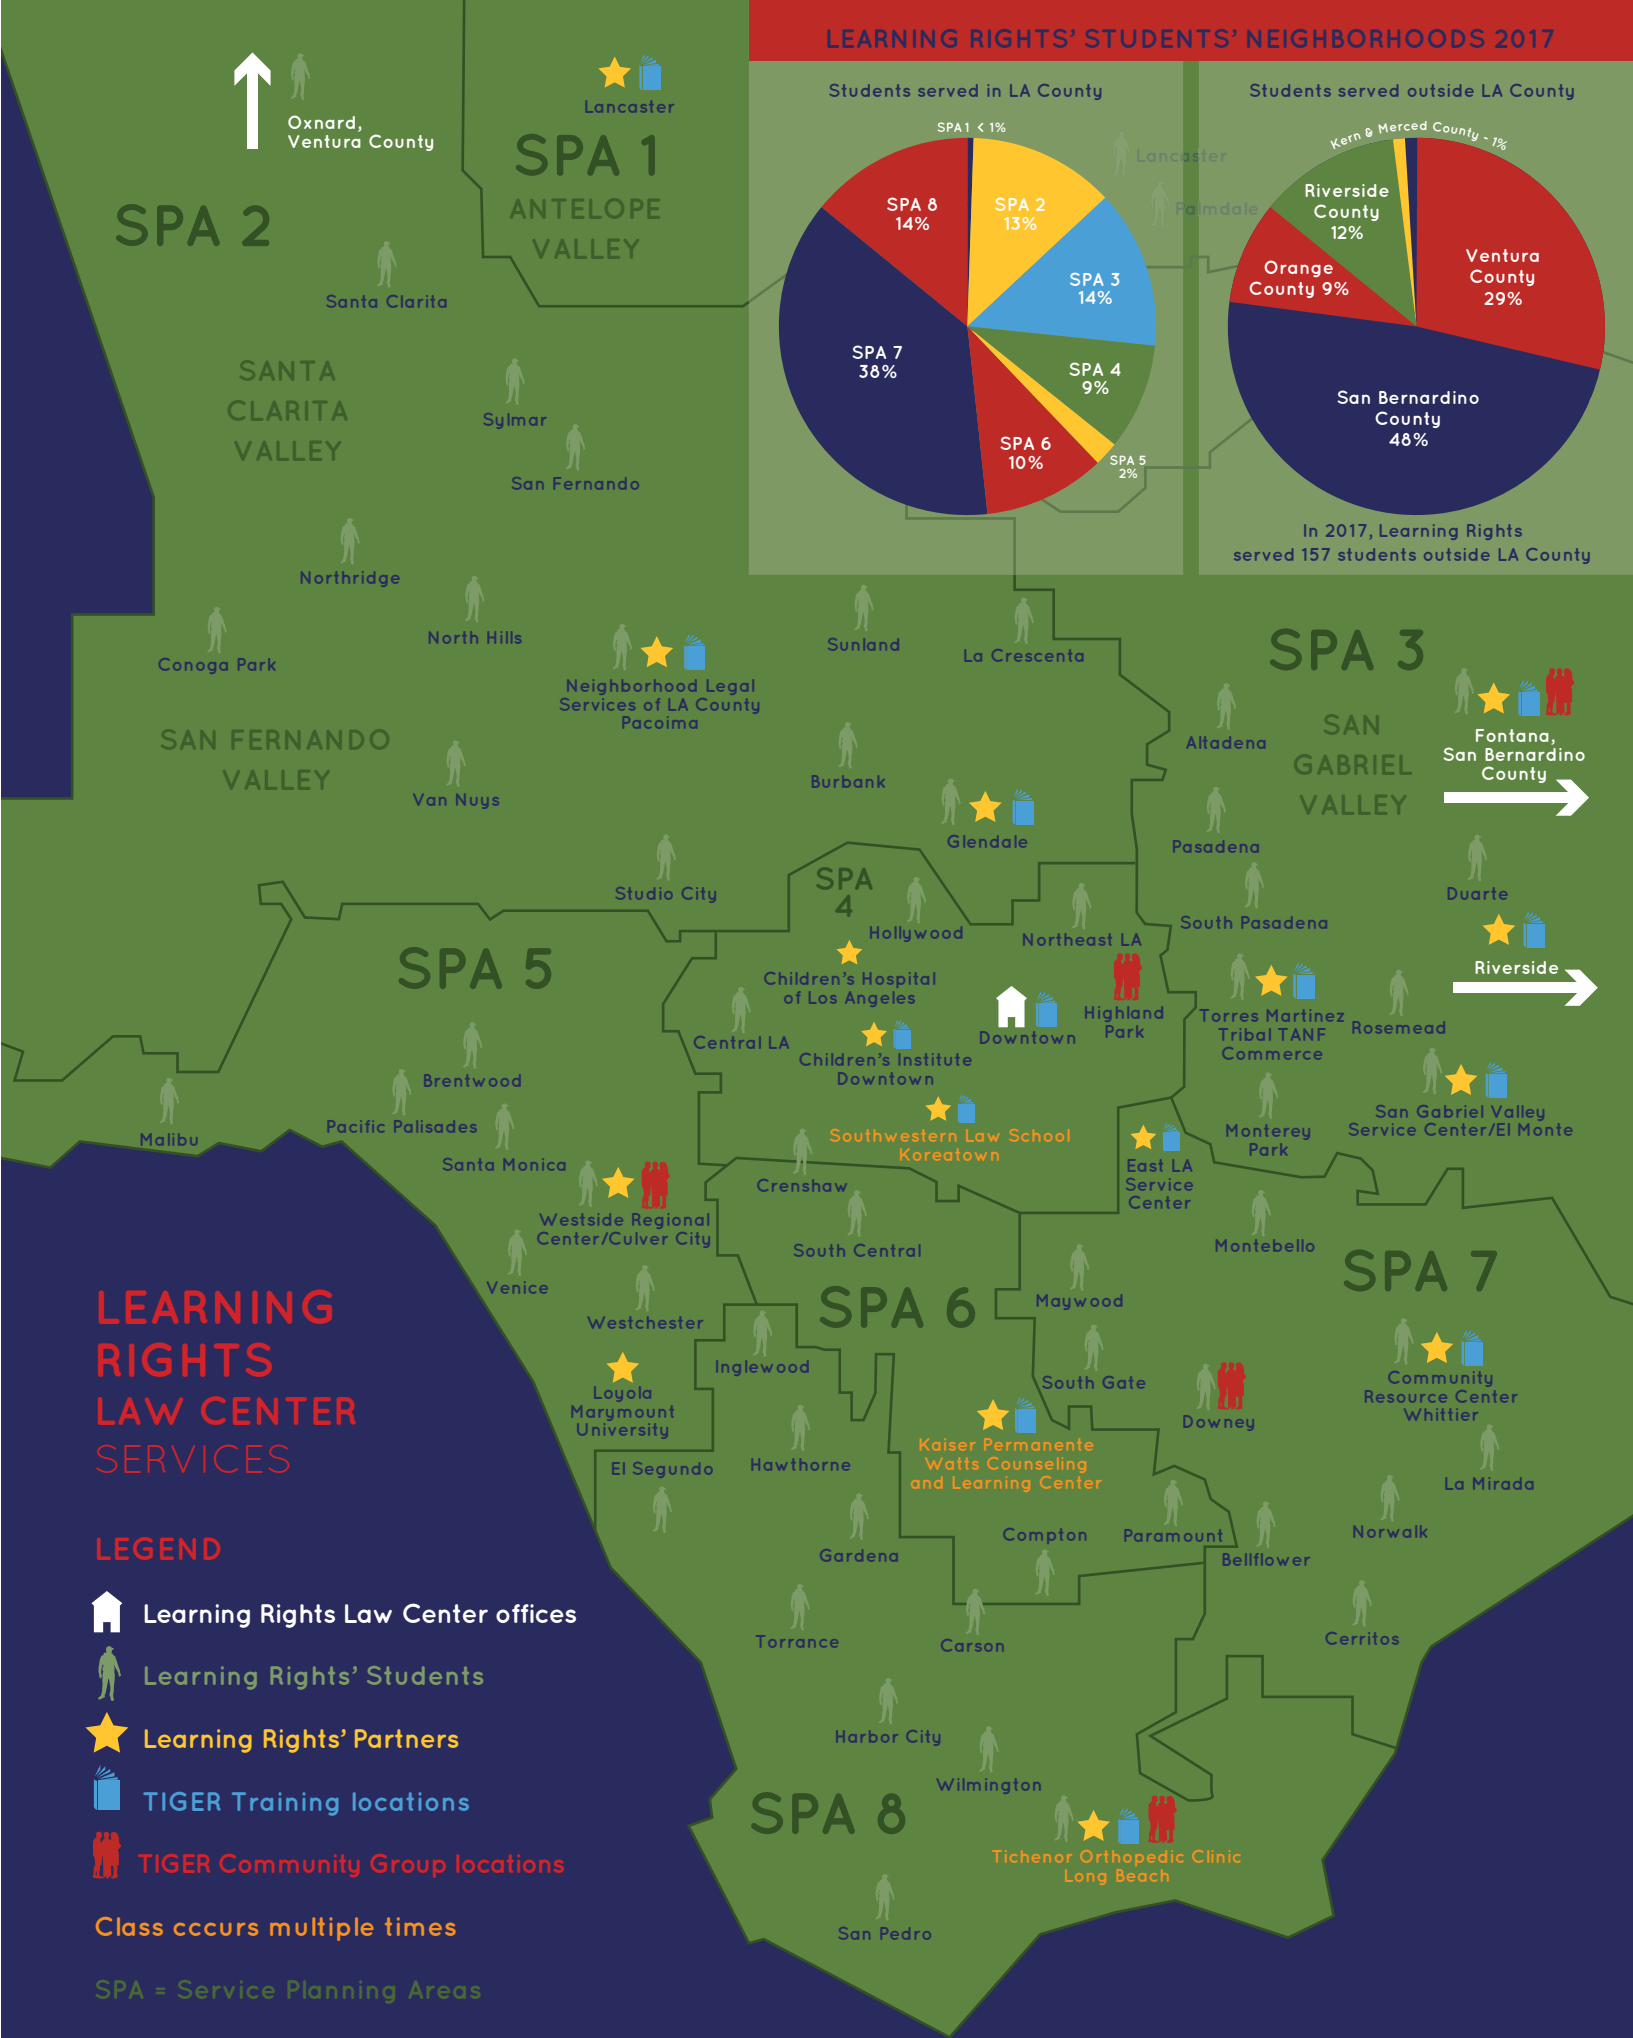 LEARNING RIGHTS’ STUDENTS’ NEIGHBORHOODS 2017
Students served in LA County
SPA 1 < 1%
SPA 2
13%
SPA 3
14%
SPA 4
9%
SPA 5
2%
SPA 6
10%
SPA 7
38%
SPA 8
14%
Lancaster
Palmdale
Students served outside LA County
Kern & Merced County - 1%
Ventura
County
29%
San Bernardino
County
48%
Orange
County 9%
Riverside
County
12%
In 2017, Learning Rights
served 157 students outside LA County
Oxnard,
Ventura County
Lancaster
SPA 1
ANTELOPE
VALLEY
SPA 2
Santa Clarita
SANTA
CLARITA
VALLEY
Sylmar
San Fernando
Northridge
North Hills
Conoga Park
Neighborhood Legal
Services of LA County
Pacoima
SAN FERNANDO
VALLEY
Van Nuys
Sunland
La Crescenta
Burbank
Glendale
Studio City
SPA 3
SAN
GABRIEL
VALLEY
Altadena
Fontana,
San Bernardino
County
Pasadena
Duarte
South Pasadena
Riverside
Torres Martinez
Tribal TANF
Commerce
Rosemead
San Gabriel Valley
Service Center/El Monte
Monterey
Park
SPA
4
Hollywood
Northeast LA
Children’s Hospital
of Los Angeles
Central LA
Children’s Institute
Downtown
Downtown
Highland
Park
Southwestern Law School
Koreatown
East LA
Service
Center
SPA 5
Brentwood
Malibu
Pacific Palisades
Santa Monica
Westside Regional
Center/Culver City
Venice
Westchester
Loyola
Marymount
University
Crenshaw
South Central
SPA 6
Inglewood
Kaiser Permanente
Watts Counseling
and Learning Center
Compton
Paramount
Montebello
SPA 7
Maywood
South Gate
Downey
Community
Resource Center
Whittier
La Mirada
Norwalk
Bellflower
Cerritos
El Segundo
Hawthorne
Gardena
Torrance
Carson
Harbor City
Wilmington
SPA 8
Tichenor Orthopedic Clinic
Long Beach
San Pedro
LEARNING
RIGHTS
LAW CENTER
SERVICES
LEGEND
Learning Rights Law Center offices
Learning Rights’ Students
Learning Rights’ Partners
TIGER Training locations
TIGER Community Group locations
Class cccurs multiple times
SPA = Service Planning Areas